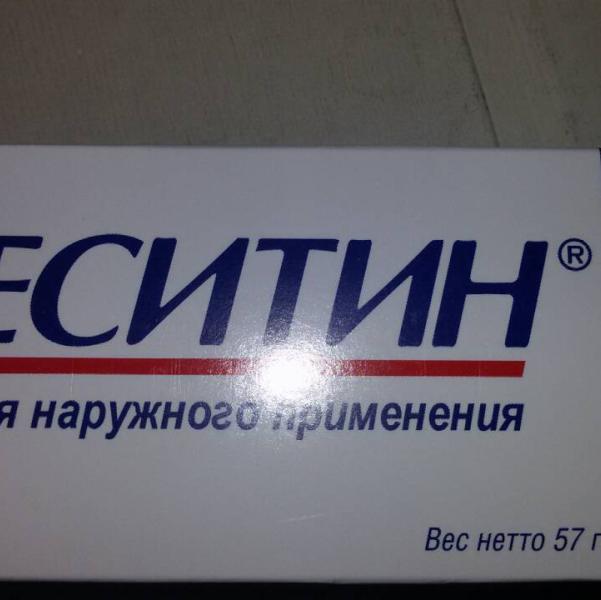 ЕСИТИН®
я наружного применения
Вес нетто 57 г